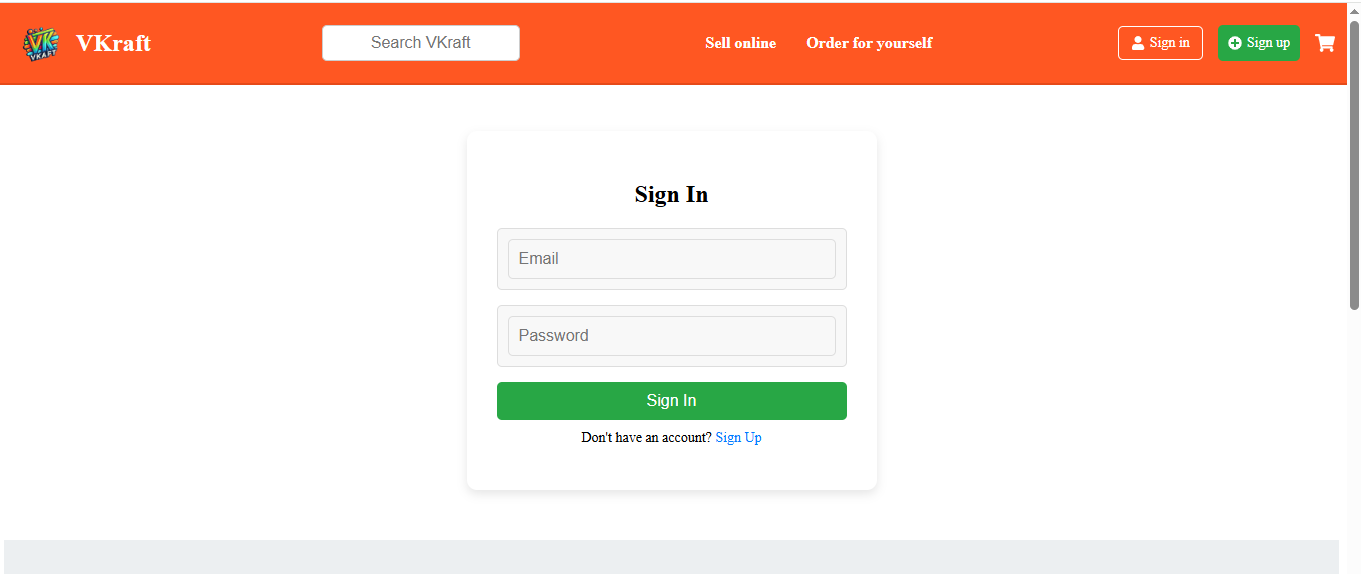 VK
VKRAFT
VKraft
Search VKraft
Sell online
Order for yourself
Sign in
Sign up
Sign In
Email
Password
Sign In
Don't have an account? Sign Up